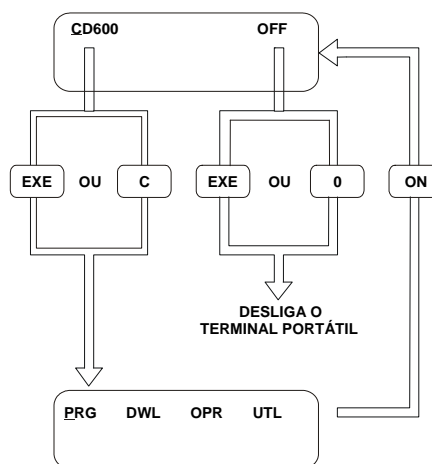 CD600 OFF
EXE OU C EXE OU 0 ON
DESLIGA O
TERMINAL PORTÁTIL
PRG DWL OPR UTL